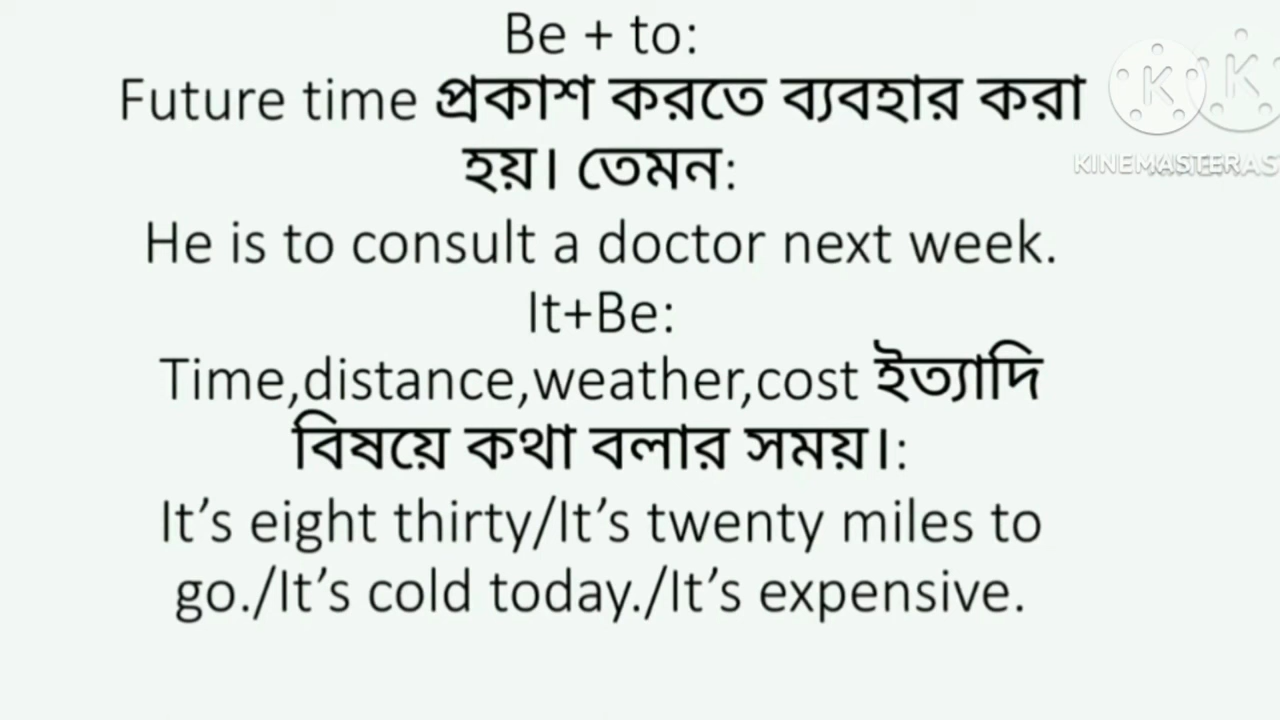 Be + to:
Future time প্রকাশ করতে ব্যবহার করা
হয়। তেমন:
He is to consult a doctor next week.
It+Be:
Time,distance,weather,cost ইত্যাদি
বিষয়ে কথা বলার সময়।:
It’s eight thirty/It’s twenty miles to
go./It’s cold today./It’s expensive.
K
KINEMASTER
K